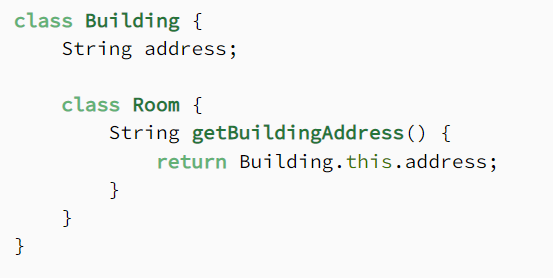 class Building {
    String address;

    class Room {
        String getBuildingAddress() {
            return Building.this.address;
        }
    }
}